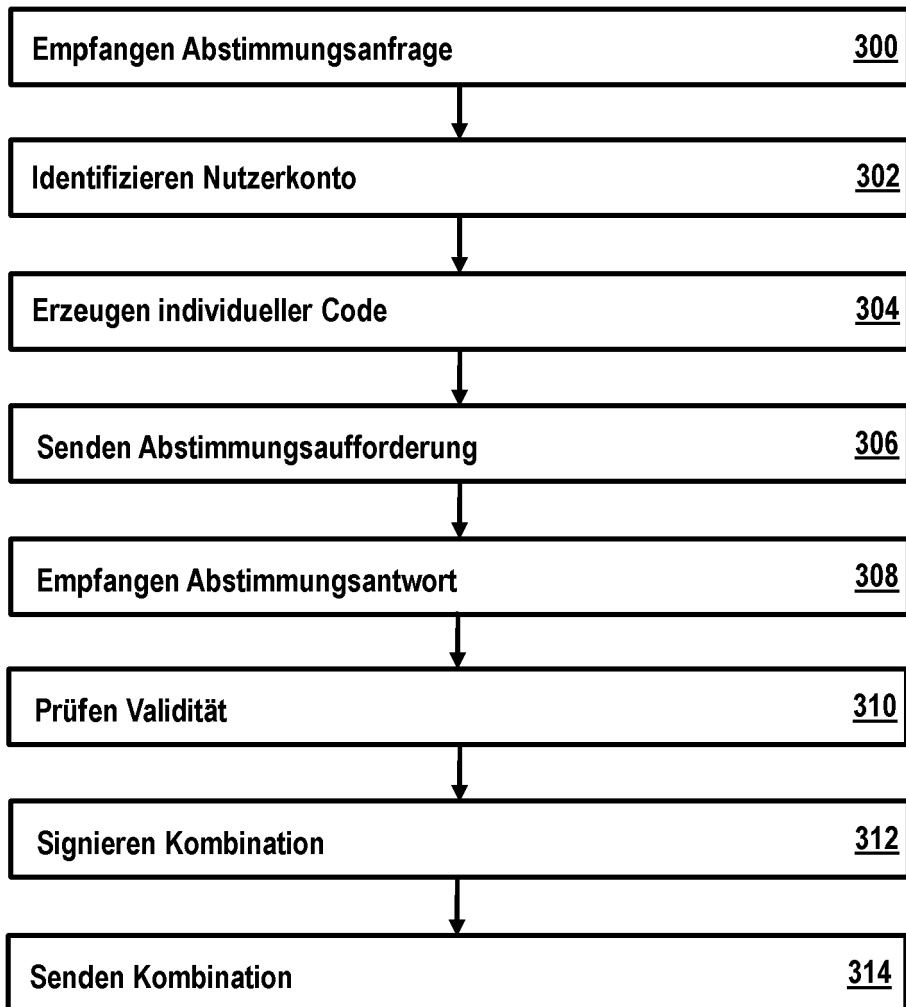 Empfangen Abstimmungsanfrage 300
Identifizieren Nutzerkonto 302
Erzeugen individueller Code 304
Senden Abstimmungsaufforderung 306
Empfangen Abstimmungsantwort 308
Prüfen Validität 310
Signieren Kombination 312
Senden Kombination 314